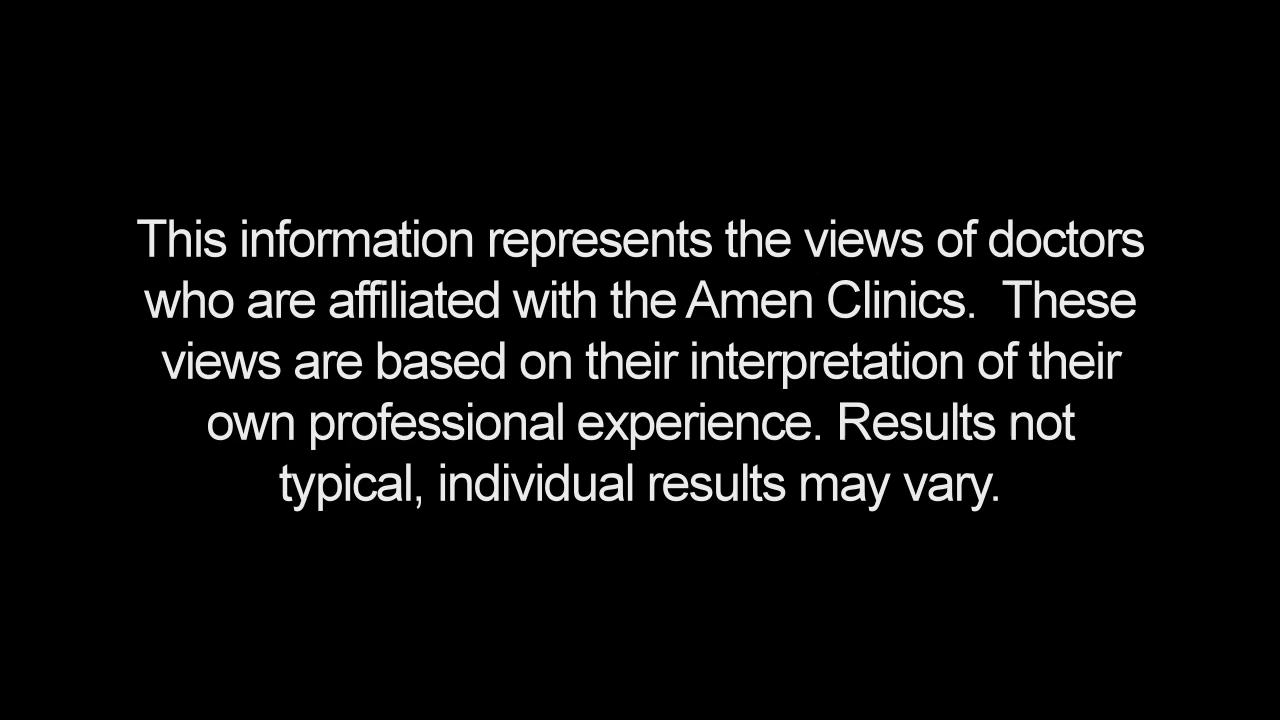 This information represents the views of doctors
who are affiliated with the Amen Clinics.  These
views are based on their interpretation of their
own professional experience. Results not
typical, individual results may vary.